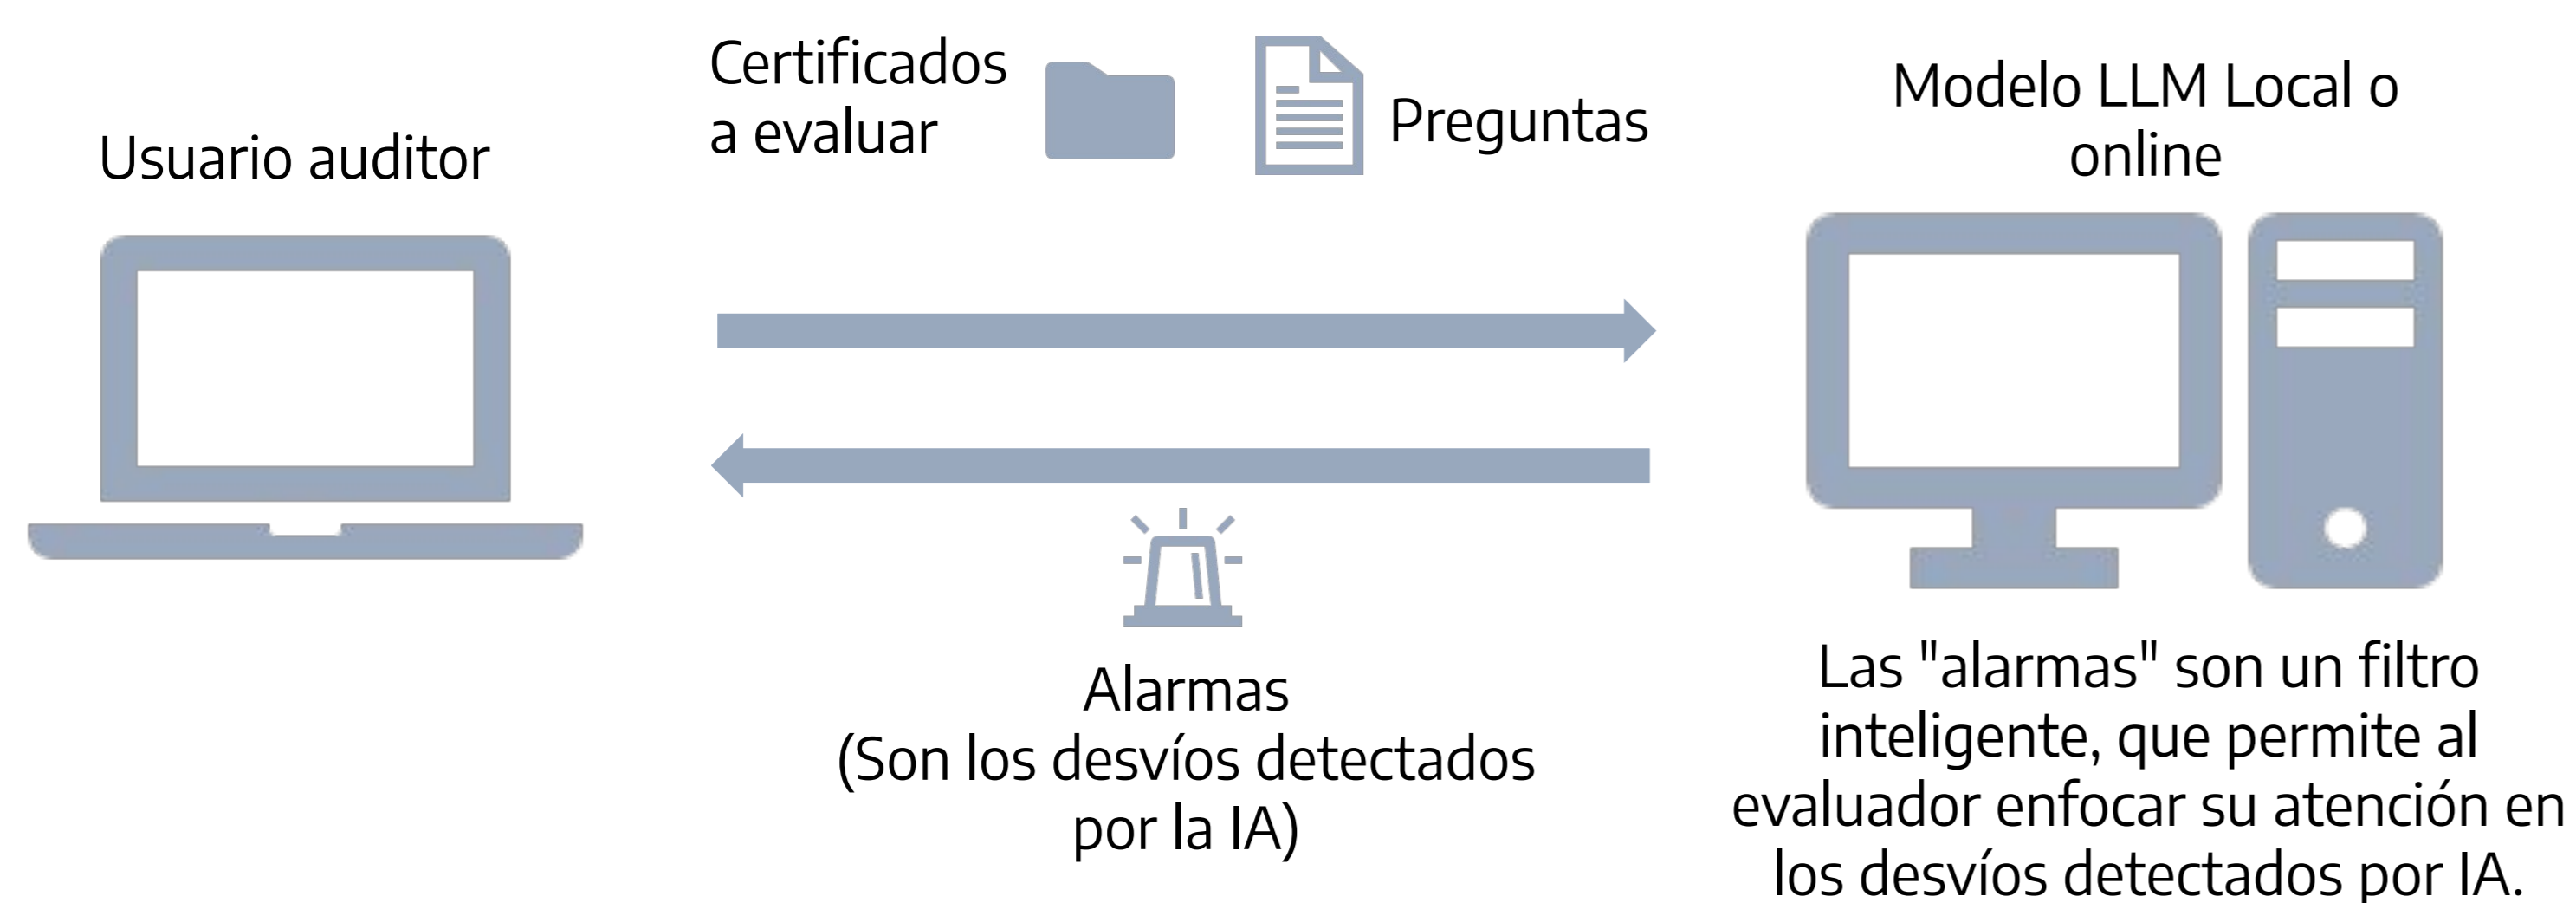 Usuario auditor
Certificados
a evaluar
Preguntas
Modelo LLM Local o
online
Alarmas
(Son los desvíos detectados
por la IA)
Las "alarmas" son un filtro
inteligente, que permite al
evaluador enfocar su atención en
los desvíos detectados por IA.